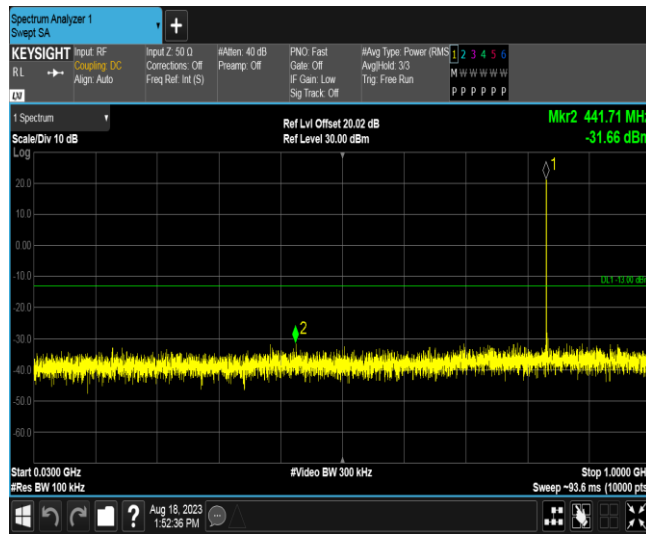 Spectrum Analyzer 1
Swept SA
+
KEYSIGHT
RL
LXI
Input: RF
Coupling: DC
Align: Auto
Input Z: 50 Ω
Corrections: Off
Freq Ref: Int (S)
#Atten: 40 dB
Preamp: Off
PNO: Fast
Gate: Off
IF Gain: Low
Sig Track: Off
#Avg Type: Power (RMS
Avg|Hold: 3/3
Trig: Free Run
1 2 3 4 5 6
M W W W W W
P P P P P P
1 Spectrum
Scale/Div 10 dB
Log
Ref Lvl Offset 20.02 dB
Ref Level 30.00 dBm
Mkr2 441.71 MHz
-31.66 dBm
1
20.0
10.0
0.00
-10.0
DL1 -13.00 dBm
-20.0
2
-30.0
-40.0
-50.0
-60.0
Start 0.0300 GHz
#Res BW 100 kHz
#Video BW 300 kHz
Stop 1.0000 GHz
Sweep ~93.6 ms (10000 pts
?
Aug 18, 2023
1:52:36 PM